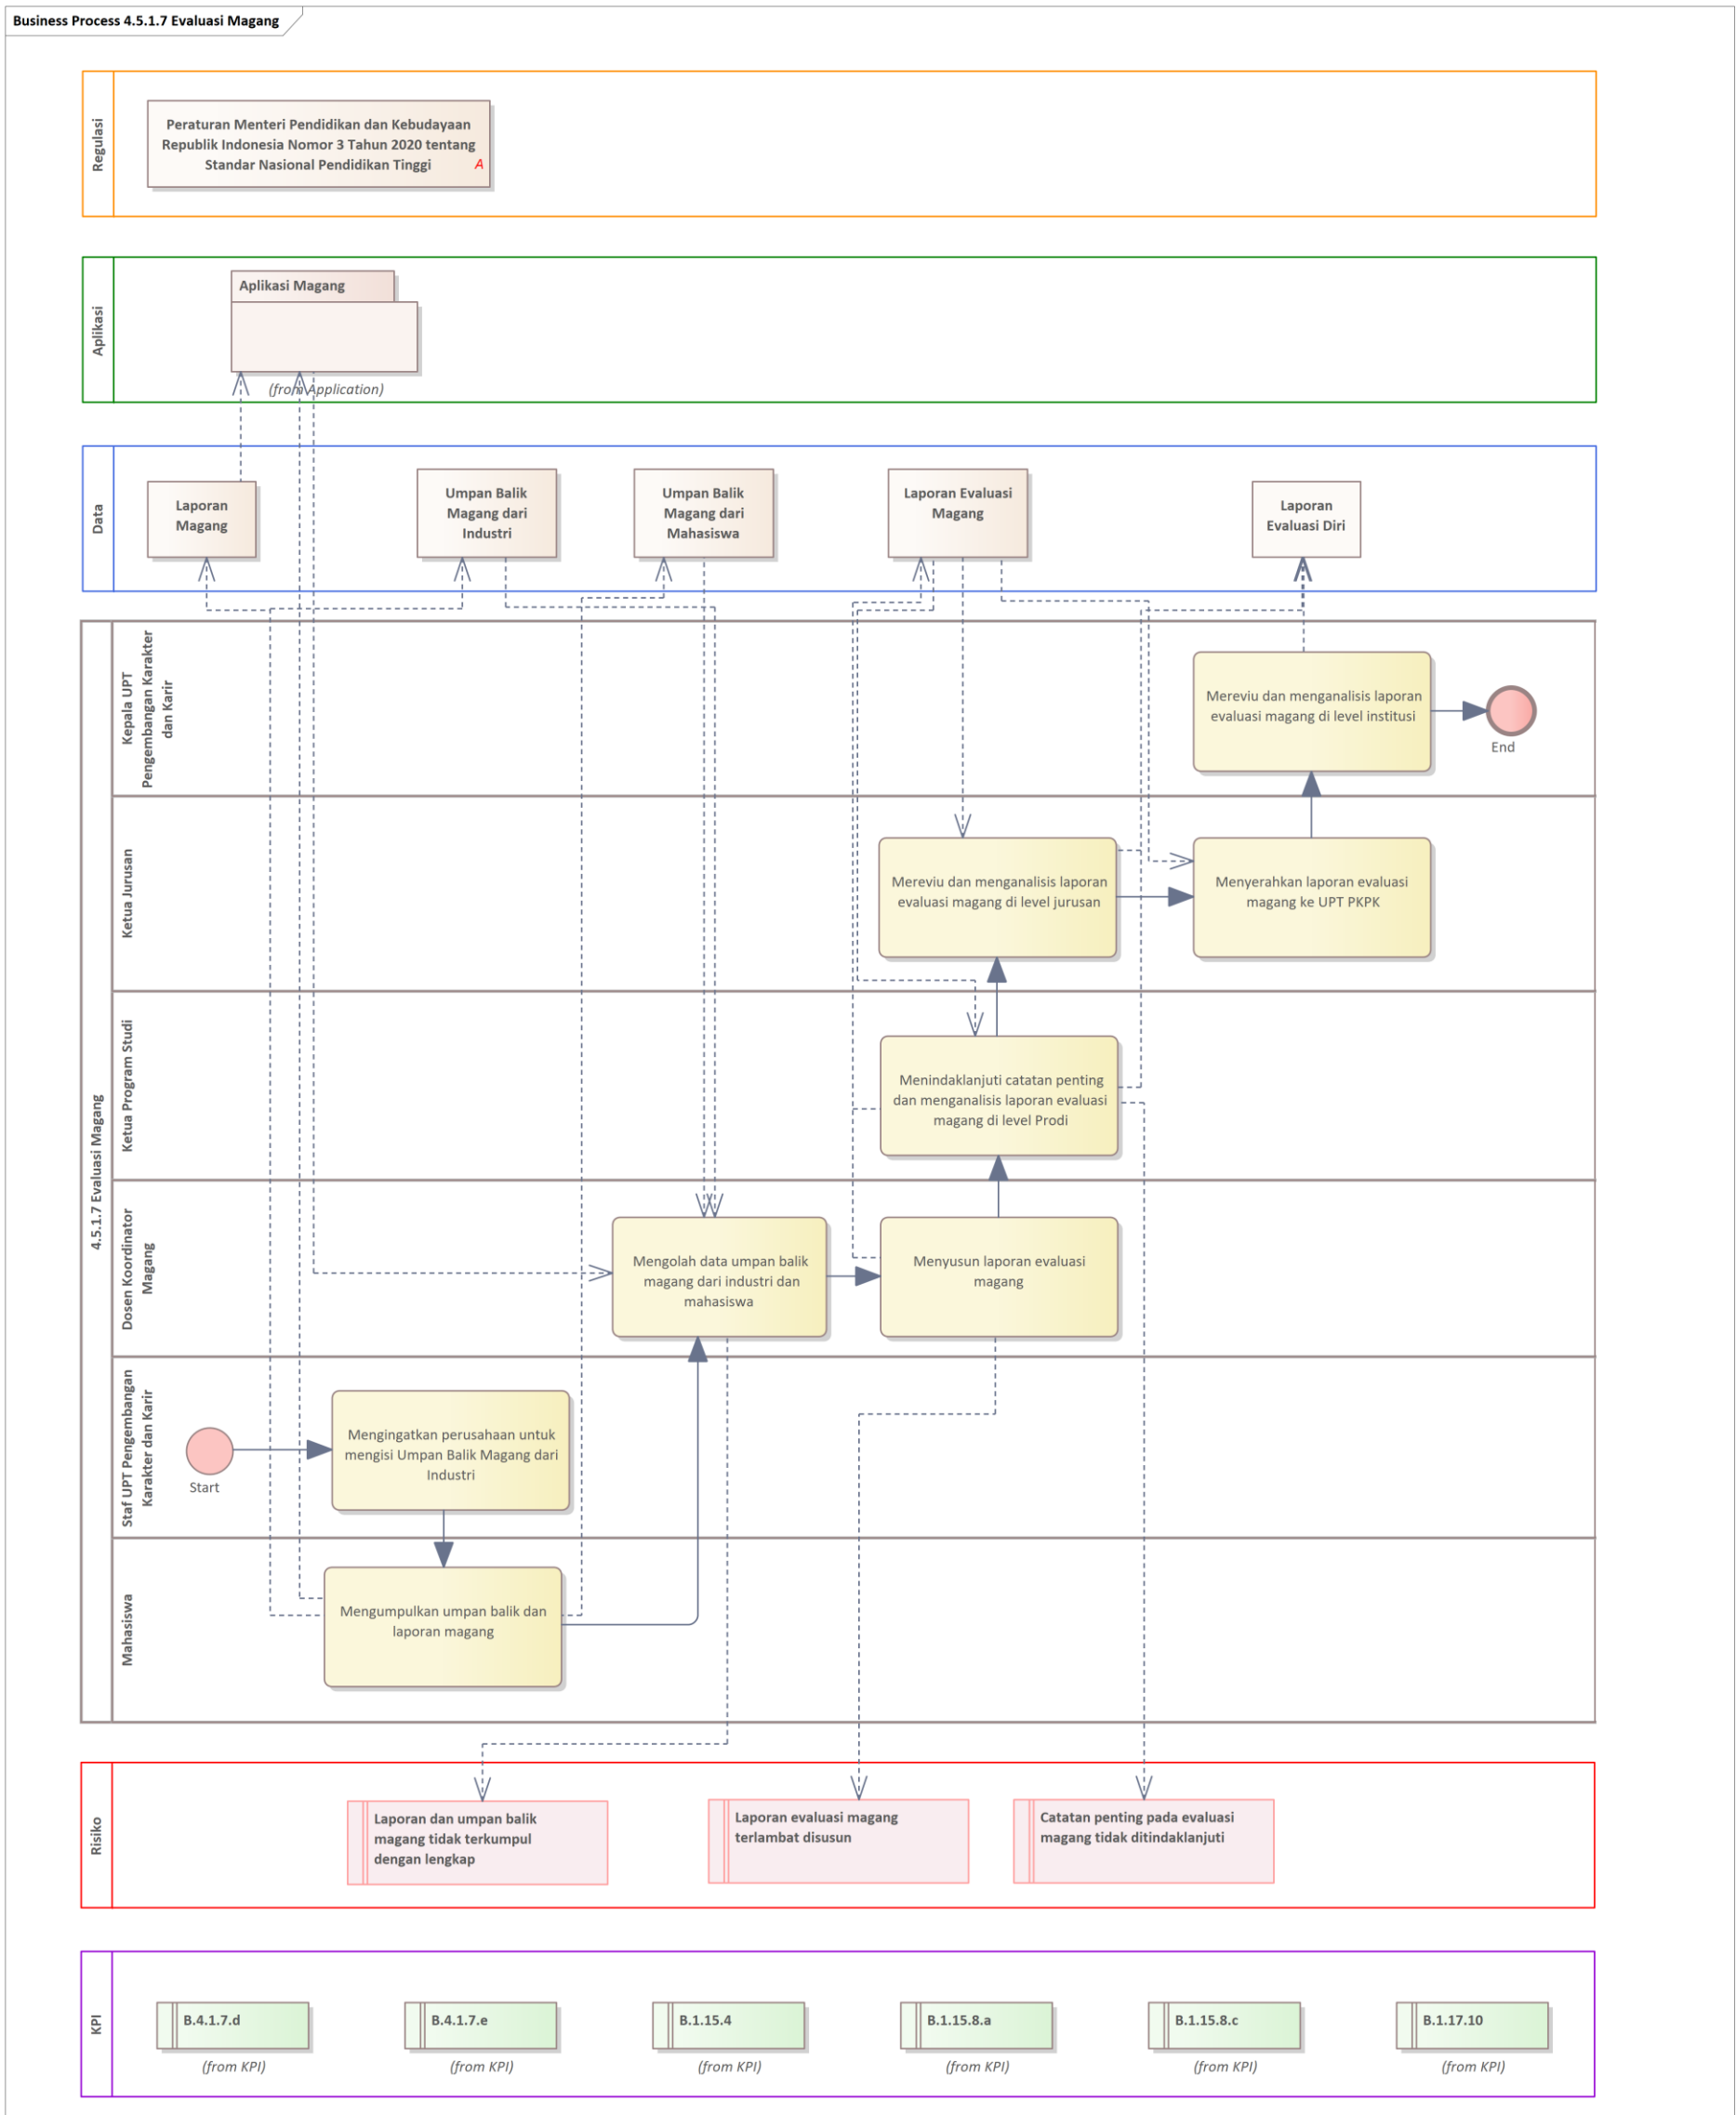 Business Process 4.5.1.7 Evaluasi Magang
Regulasi
Peraturan Menteri Pendidikan dan Kebudayaan
Republik Indonesia Nomor 3 Tahun 2020 tentang
Standar Nasional Pendidikan Tinggi
A
Aplikasi
Aplikasi Magang
(from Application)
Data
Laporan
Magang
Umpan Balik
Magang dari
Industri
Umpan Balik
Magang dari
Mahasiswa
Laporan Evaluasi
Magang
Laporan
Evaluasi Diri
4.5.1.7 Evaluasi Magang
Kepala UPT
Pengembangan Karakter
dan Karir
Mereviu dan menganalisis laporan
evaluasi magang di level institusi
End
Ketua Jurusan
Mereviu dan menganalisis laporan
evaluasi magang di level jurusan
Menyerahkan laporan evaluasi
magang ke UPT PKPK
Ketua Program Studi
Menindaklanjuti catatan penting
dan menganalisis laporan evaluasi
magang di level Prodi
Dosen Koordinator
Magang
Mengolah data umpan balik
magang dari industri dan
mahasiswa
Menyusun laporan evaluasi
magang
Staf UPT Pengembangan
Karakter dan Karir
Start
Mengingatkan perusahaan untuk
mengisi Umpan Balik Magang dari
Industri
Mahasiswa
Mengumpulkan umpan balik dan
laporan magang
Risiko
Laporan dan umpan balik
magang tidak terkumpul
dengan lengkap
Laporan evaluasi magang
terlambat disusun
Catatan penting pada evaluasi
magang tidak ditindaklanjuti
KPI
B.4.1.7.d
(from KPI)
B.4.1.7.e
(from KPI)
B.1.15.4
(from KPI)
B.1.15.8.a
(from KPI)
B.1.15.8.c
(from KPI)
B.1.17.10
(from KPI)